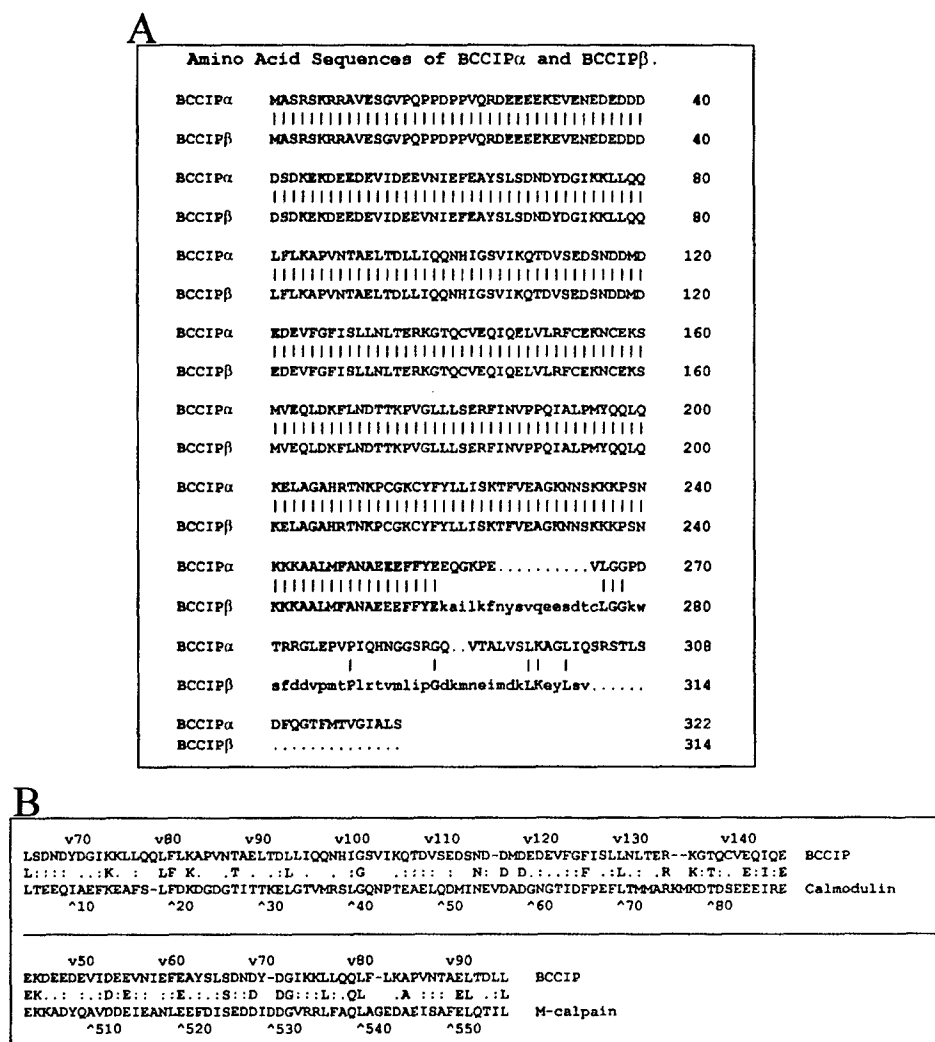 A
Amino Acid Sequences of BCCIPα and BCCIPβ.
BCCIPα MASRSKRRAVESGVPQPPDPPVQRDEEEEKEVENEDEDDD 40
||||||||||||||||||||||||||||||||||||||||
BCCIPβ MASRSKRRAVESGVPQPPDPPVQRDEEEEKEVENEDEDDD 40
BCCIPα DSDKEKDEEDEVIDEEVNIEFEAYSLSDNDYDGIKKLLQQ 80
||||||||||||||||||||||||||||||||||||||||
BCCIPβ DSDKEKDEEDEVIDEEVNIEFEAYSLSDNDYDGIKKLLQQ 80
BCCIPα LFLKAPVNTAELTDLLIQQNHIGSVIKQTDVSEDSNDDMD 120
||||||||||||||||||||||||||||||||||||||||
BCCIPβ LFLKAPVNTAELTDLLIQQNHIGSVIKQTDVSEDSNDDMD 120
BCCIPα EDEVFGFISLLNLTERKGTQCVEQIQELVLRFCEKNCEKS 160
||||||||||||||||||||||||||||||||||||||||
BCCIPβ EDEVFGFISLLNLTERKGTQCVEQIQELVLRFCEKNCEKS 160
BCCIPα MVEQLDKFLNDTTKPVGLLLSERFINVPPQIALPMYQQLQ 200
||||||||||||||||||||||||||||||||||||||||
BCCIPβ MVEQLDKFLNDTTKPVGLLLSERFINVPPQIALPMYQQLQ 200
BCCIPα KELAGAHRTNKPCGKCYFYLLISKTFVEAGKNNSKKKPSN 240
||||||||||||||||||||||||||||||||||||||||
BCCIPβ KELAGAHRTNKPCGKCYFYLLISKTFVEAGKNNSKKKPSN 240
BCCIPα KKKAALMFANAEEEFFYEEQGKPE..........VLGGPD 270
|||||||||||||||||| |||
BCCIPβ KKKAALMFANAEEEFFYEkailkfnysvqeesdtcLGGkw 280
BCCIPα TRRGLEPVPIQHNGGSRGQ..VTALVSLKAGLIQSRSTLS 308
| | || |
BCCIPβ sfddvpmtPlrtvmlipGdkmneimdkLKeyLsv...... 314
BCCIPα DFQGTFMTVGIALS 322
BCCIPβ .............. 314
B
v70 v80 v90 v100 v110 v120 v130 v140
LSDNDYDGIKKLLQQLFLKAPVNTAELTDLLIQQNHIGSVIKQTDVSEDSND-DMDEDEVFGFISLLNLTER--KGTQCVEQIQE BCCIP
LTEEQIAEFKEAFS-LFDKDGDGTITTKELGTVMRSLGQNPTEAELQDMINEVDADGNGTIDFPEFLTMMARKMKDTDSEEEIRE Calmodulin
^10 ^20 ^30 ^40 ^50 ^60 ^70 ^80
v50 v60 v70 v80 v90
EKDEEDEVIDEEVNIEFEAYSLSDNDY-DGIKKLLQQLF-LKAPVNTAELTDLL BCCIP
EKKADYQAVDDEIEANLEEFDISEDDIDDGVRRLFAQLAGEDAEISAFELQTIL M-calpain
^510 ^520 ^530 ^540 ^550